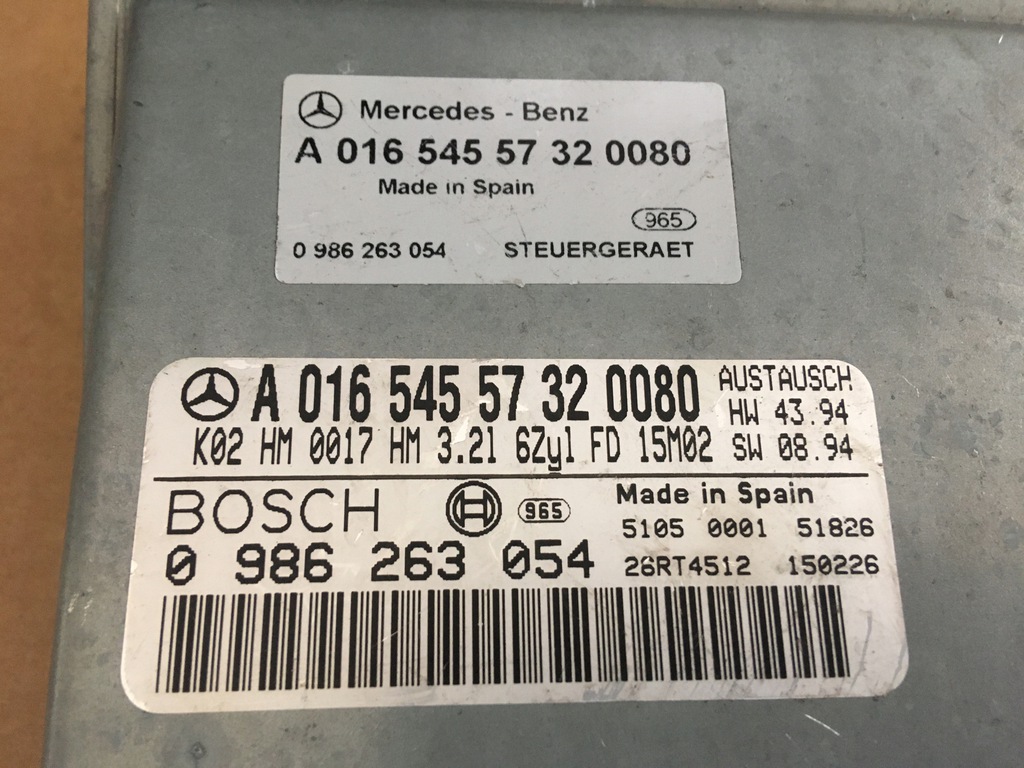 Mercedes - Benz
A 016 545 57 32 0080
Made in Spain
965
0 986 263 054 STEUERGERAET
A 016 545 57 32 0080 AUSTAUSCH
HW 43.94
K02 HM 0017 HM 3.2l 6Zyl FD 15M02 SW 08.94
BOSCH 965 Made in Spain
5105 0001 51826
0 986 263 054 26RT4512 150226